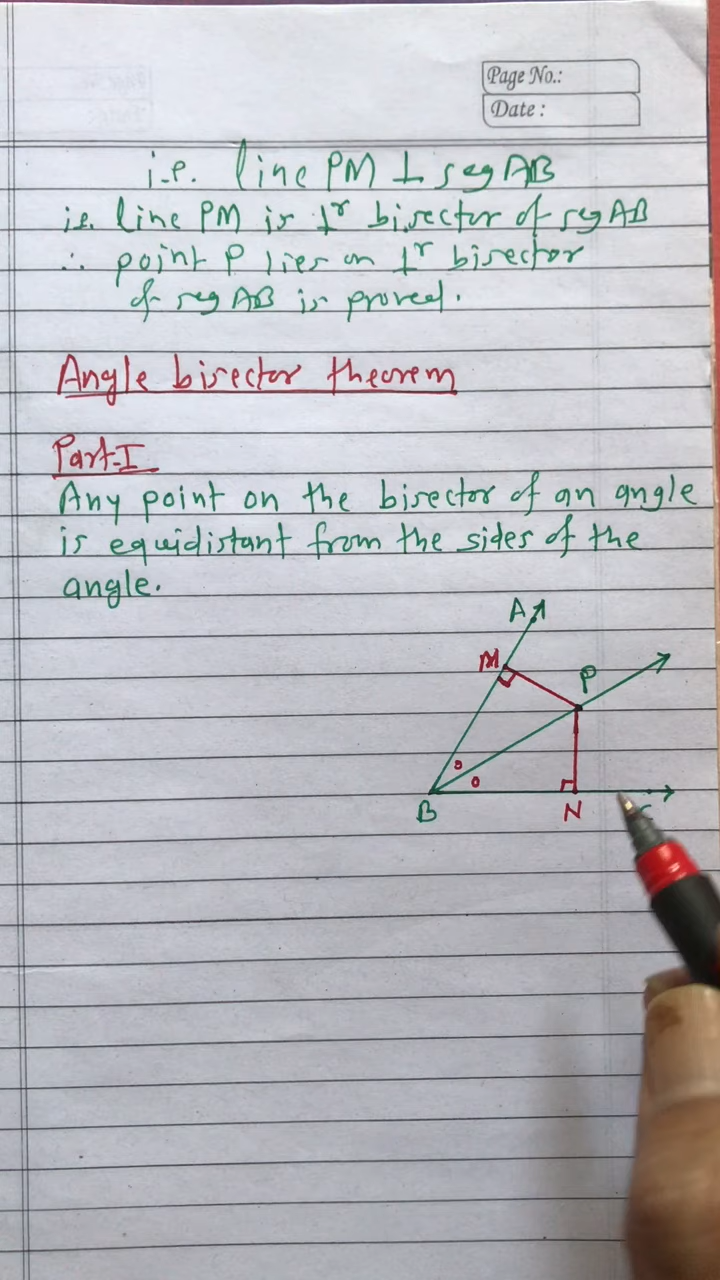 Page No.:
Date :
i.e. line PM ⊥ seg AB
i.e. line PM is ⊥r bisector of seg AB
∴ point P lies on ⊥r bisector
of seg AB is proved.
Angle bisector theorem
Part-I
Any point on the bisector of an angle
is equidistant from the sides of the
angle.
A
M
P
B
N
C